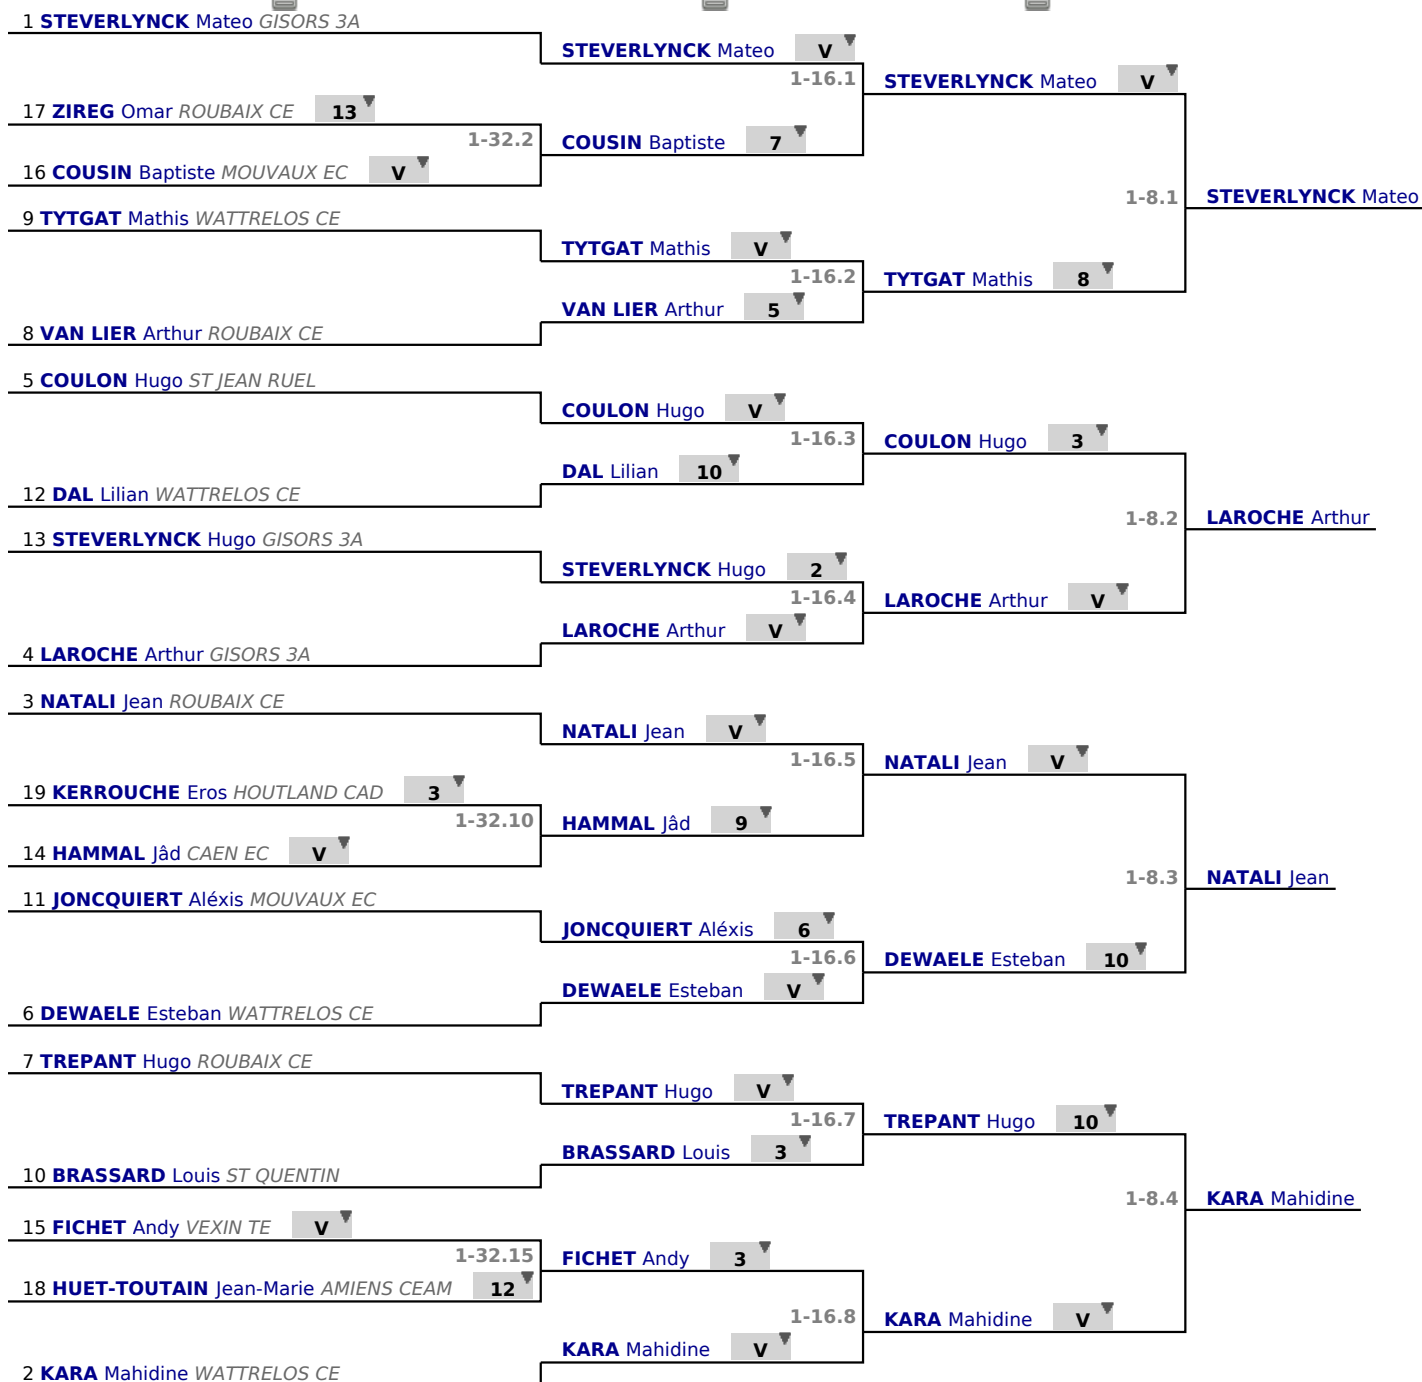 1 STEVERLYNCK Mateo GISORS 3A
STEVERLYNCK Mateo V
1-16.1
STEVERLYNCK Mateo V
17 ZIREG Omar ROUBAIX CE 13
1-32.2
COUSIN Baptiste 7
16 COUSIN Baptiste MOUVAUX EC V
1-8.1
STEVERLYNCK Mateo
9 TYTGAT Mathis WATTRELOS CE
TYTGAT Mathis V
1-16.2
TYTGAT Mathis 8
VAN LIER Arthur 5
8 VAN LIER Arthur ROUBAIX CE
5 COULON Hugo ST JEAN RUEL
COULON Hugo V
1-16.3
COULON Hugo 3
DAL Lilian 10
12 DAL Lilian WATTRELOS CE
1-8.2
LAROCHE Arthur
13 STEVERLYNCK Hugo GISORS 3A
STEVERLYNCK Hugo 2
1-16.4
LAROCHE Arthur V
LAROCHE Arthur V
4 LAROCHE Arthur GISORS 3A
3 NATALI Jean ROUBAIX CE
NATALI Jean V
1-16.5
NATALI Jean V
19 KERROUCHE Eros HOUTLAND CAD 3
1-32.10
HAMMAL Jâd 9
14 HAMMAL Jâd CAEN EC V
1-8.3
NATALI Jean
11 JONCQUIERT Aléxis MOUVAUX EC
JONCQUIERT Aléxis 6
1-16.6
DEWAELE Esteban 10
DEWAELE Esteban V
6 DEWAELE Esteban WATTRELOS CE
7 TREPANT Hugo ROUBAIX CE
TREPANT Hugo V
1-16.7
TREPANT Hugo 10
BRASSARD Louis 3
10 BRASSARD Louis ST QUENTIN
1-8.4
KARA Mahidine
15 FICHET Andy VEXIN TE V
1-32.15
FICHET Andy 3
18 HUET-TOUTAIN Jean-Marie AMIENS CEAM 12
1-16.8
KARA Mahidine V
KARA Mahidine V
2 KARA Mahidine WATTRELOS CE